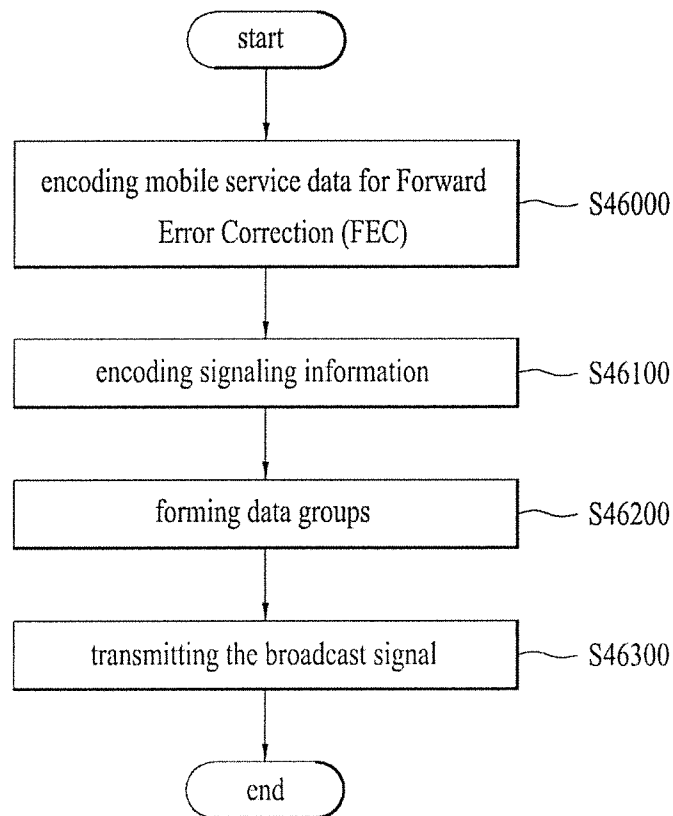 start
encoding mobile service data for Forward
Error Correction (FEC)
S46000
encoding signaling information
S46100
forming data groups
S46200
transmitting the broadcast signal
S46300
end